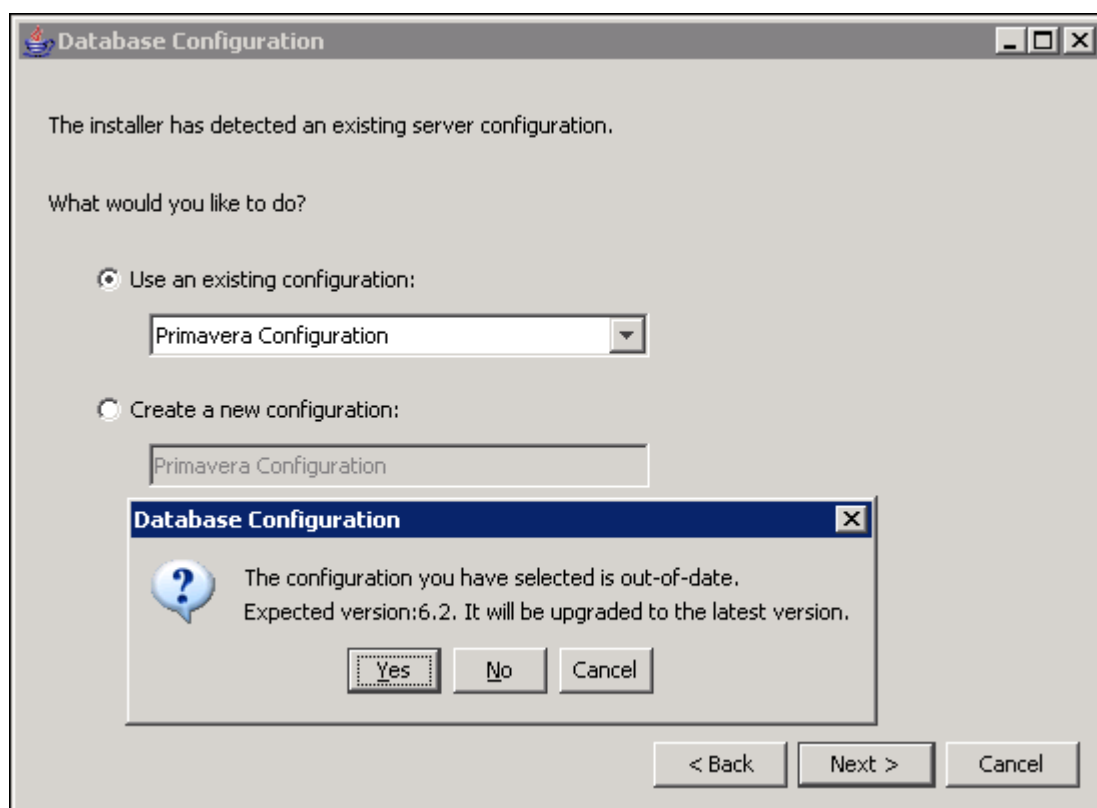 Database Configuration
The installer has detected an existing server configuration.
What would you like to do?
Use an existing configuration:
Primavera Configuration
Create a new configuration:
Primavera Configuration
Database Configuration
The configuration you have selected is out-of-date.
Expected version:6.2. It will be upgraded to the latest version.
Yes No Cancel
< Back Next > Cancel